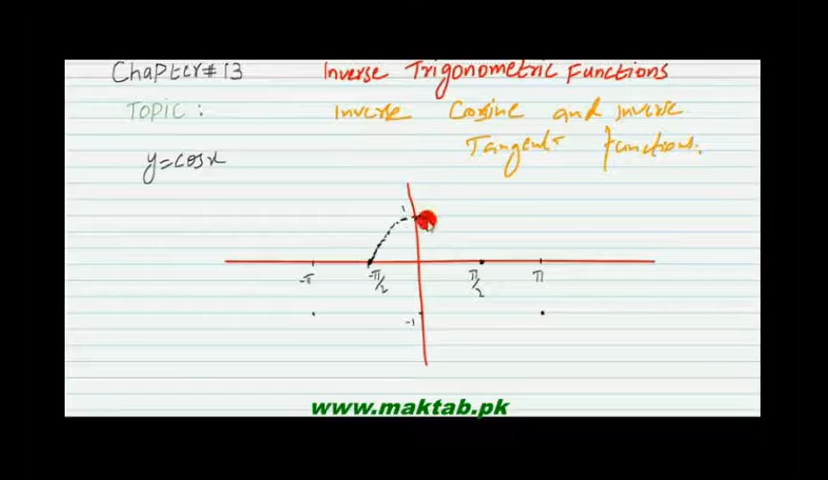 Chapter#13 Inverse Trigonometric Functions
Topic: Inverse Cosine and inverse
Tangent functions.
y=cosx
1
-π -π/2 π/2 π
-1
www.maktab.pk